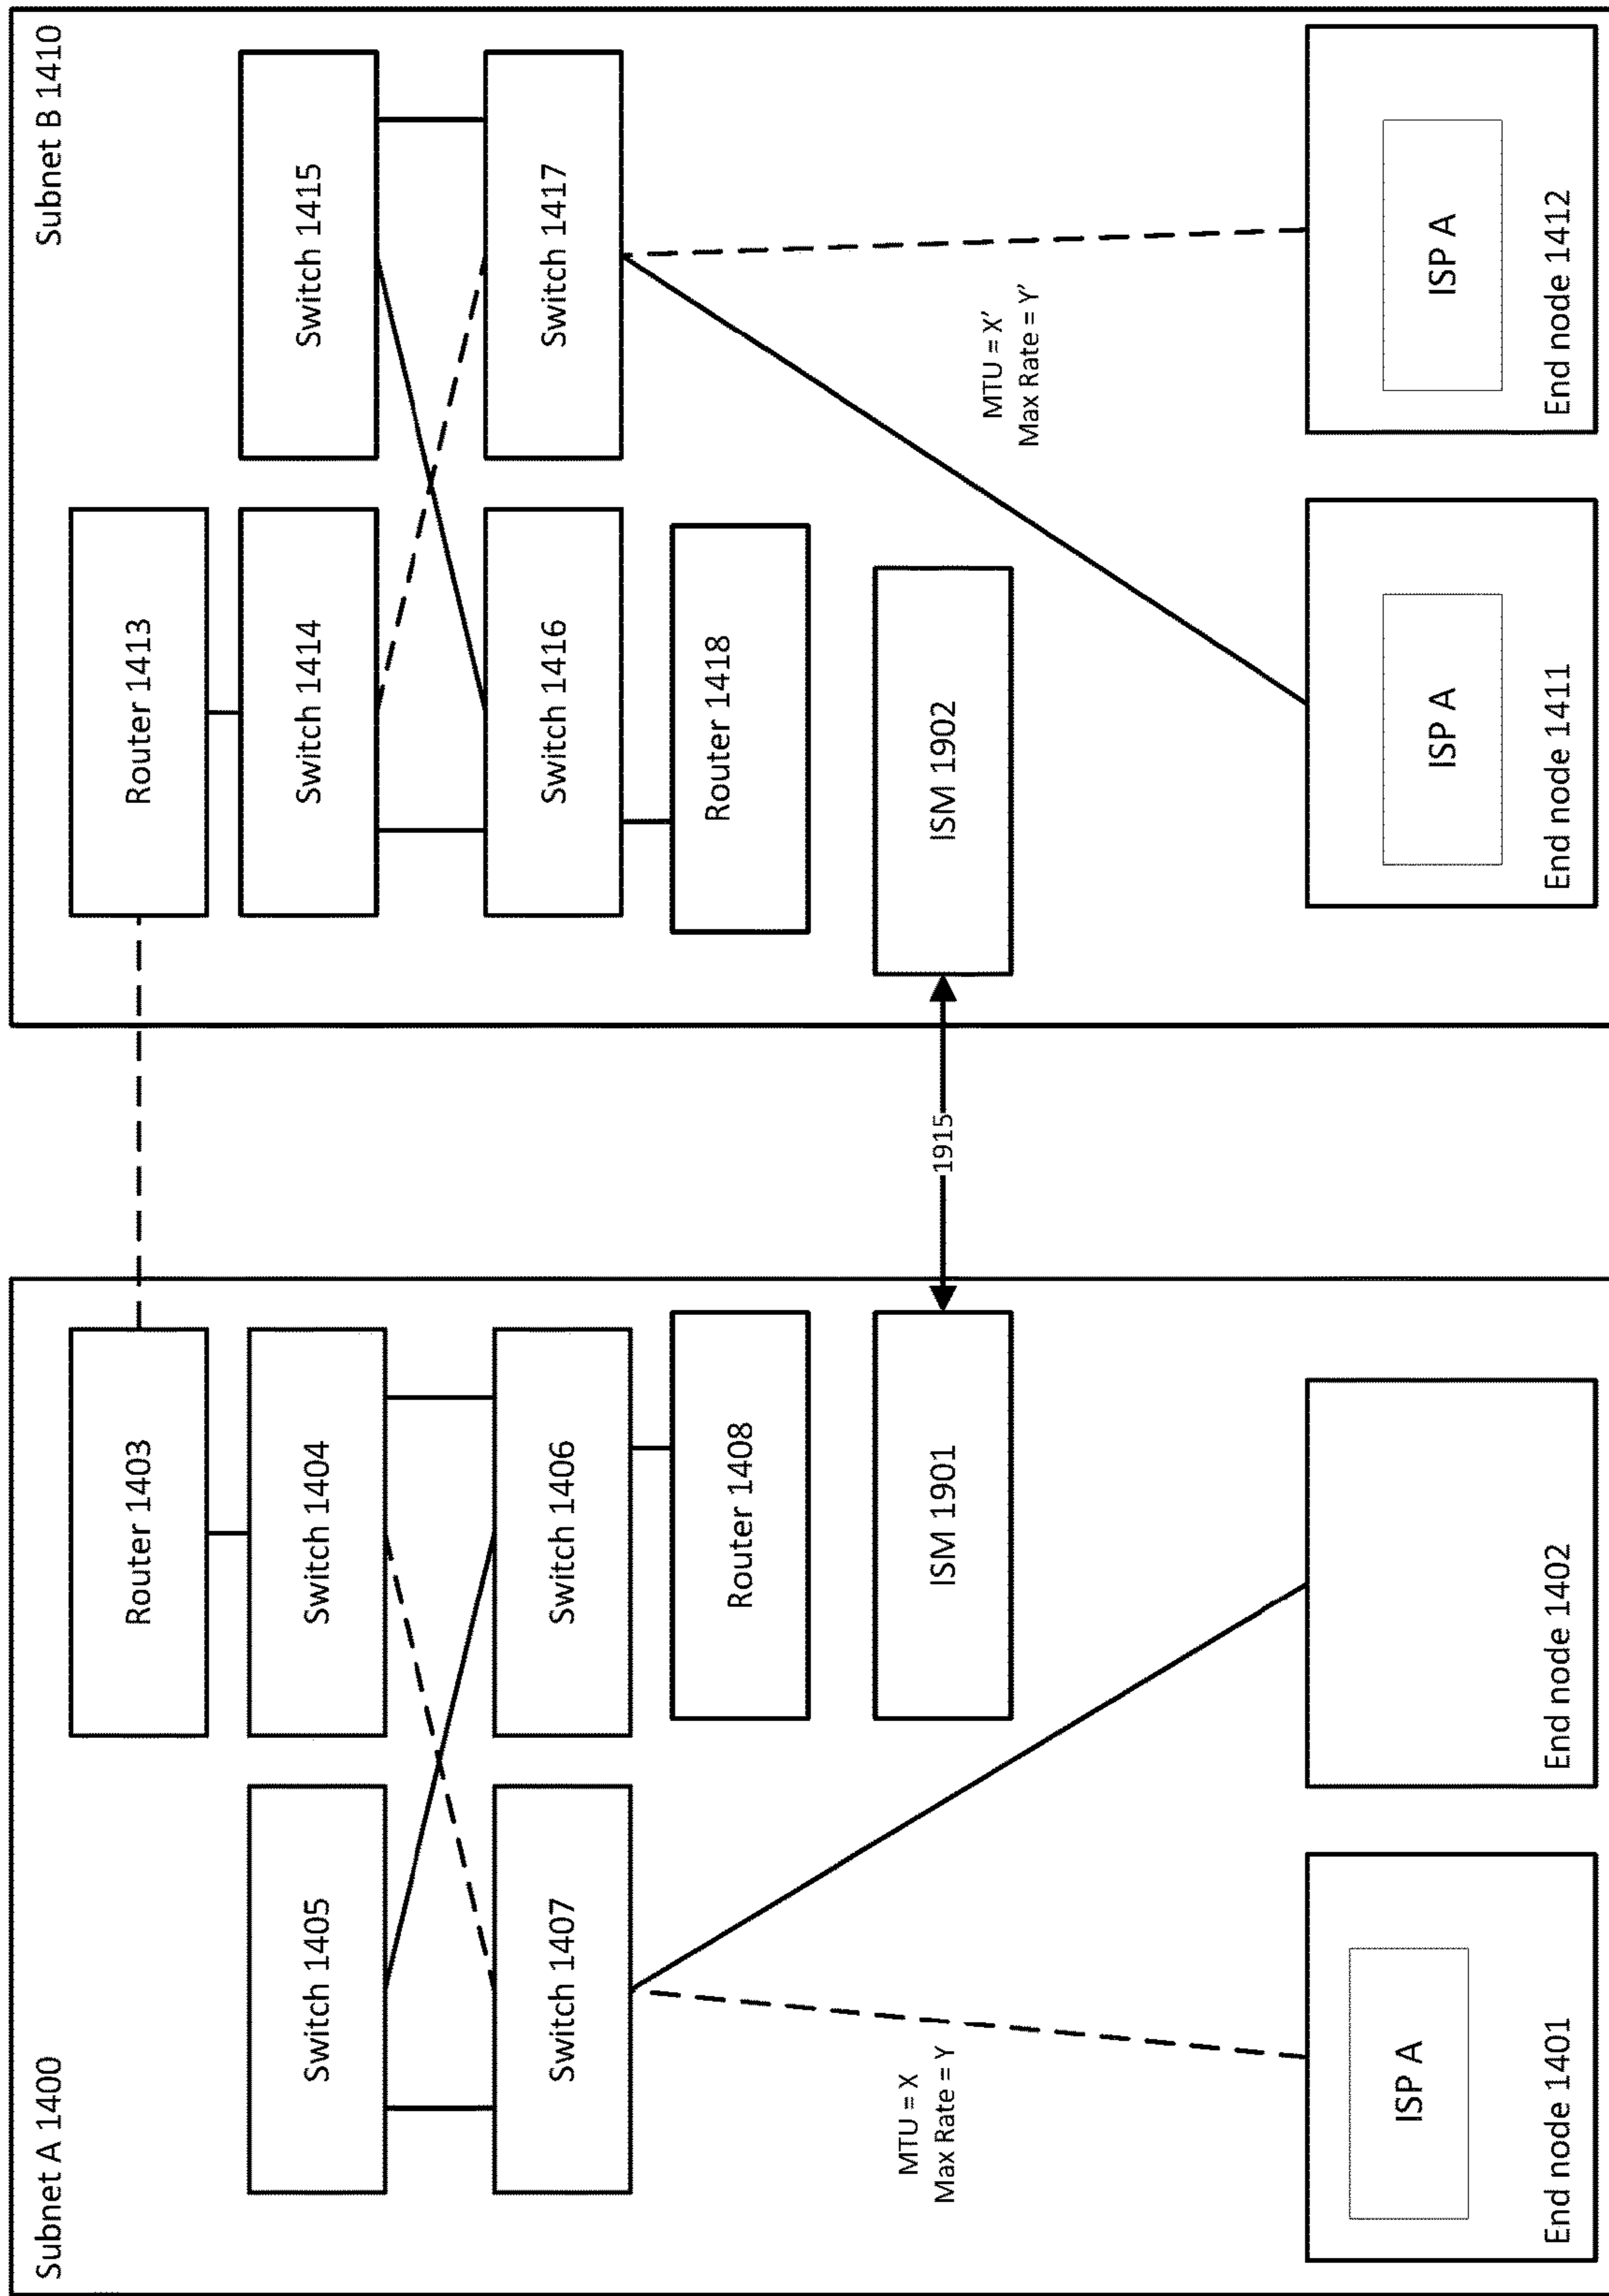 Subnet A 1400
Router 1403
Switch 1405
Switch 1404
Switch 1407
Switch 1406
Router 1408
ISM 1901
MTU = X
Max Rate = Y
ISP A
End node 1401
End node 1402
1915
Subnet B 1410
Router 1413
Switch 1414
Switch 1415
Switch 1416
Switch 1417
Router 1418
ISM 1902
MTU = X’
Max Rate = Y’
ISP A
End node 1411
ISP A
End node 1412